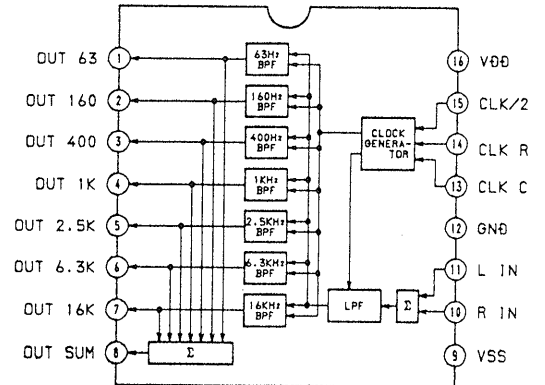 OUT 63
1
63Hz
BPF
16
VDD
OUT 160
2
160Hz
BPF
15
CLK/2
OUT 400
3
400Hz
BPF
CLOCK
GENERA-
TOR
14
CLK R
OUT 1K
4
1KHz
BPF
13
CLK C
OUT 2.5K
5
2.5KHz
BPF
12
GND
OUT 6.3K
6
6.3KHz
BPF
11
L IN
OUT 16K
7
16KHz
BPF
LPF
Σ
10
R IN
OUT SUM
8
Σ
9
VSS